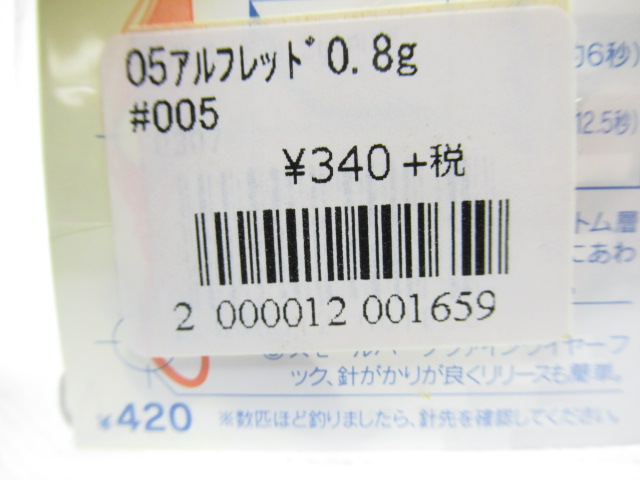 05アルフレッド 0.8g
#005
¥340+税
2 000012 001659
6秒)
12.5秒)
トム層
こあわ
ック、針がかりが良くリリースも簡単。
¥420
※数匹ほど釣りましたら、針先を確認してください。